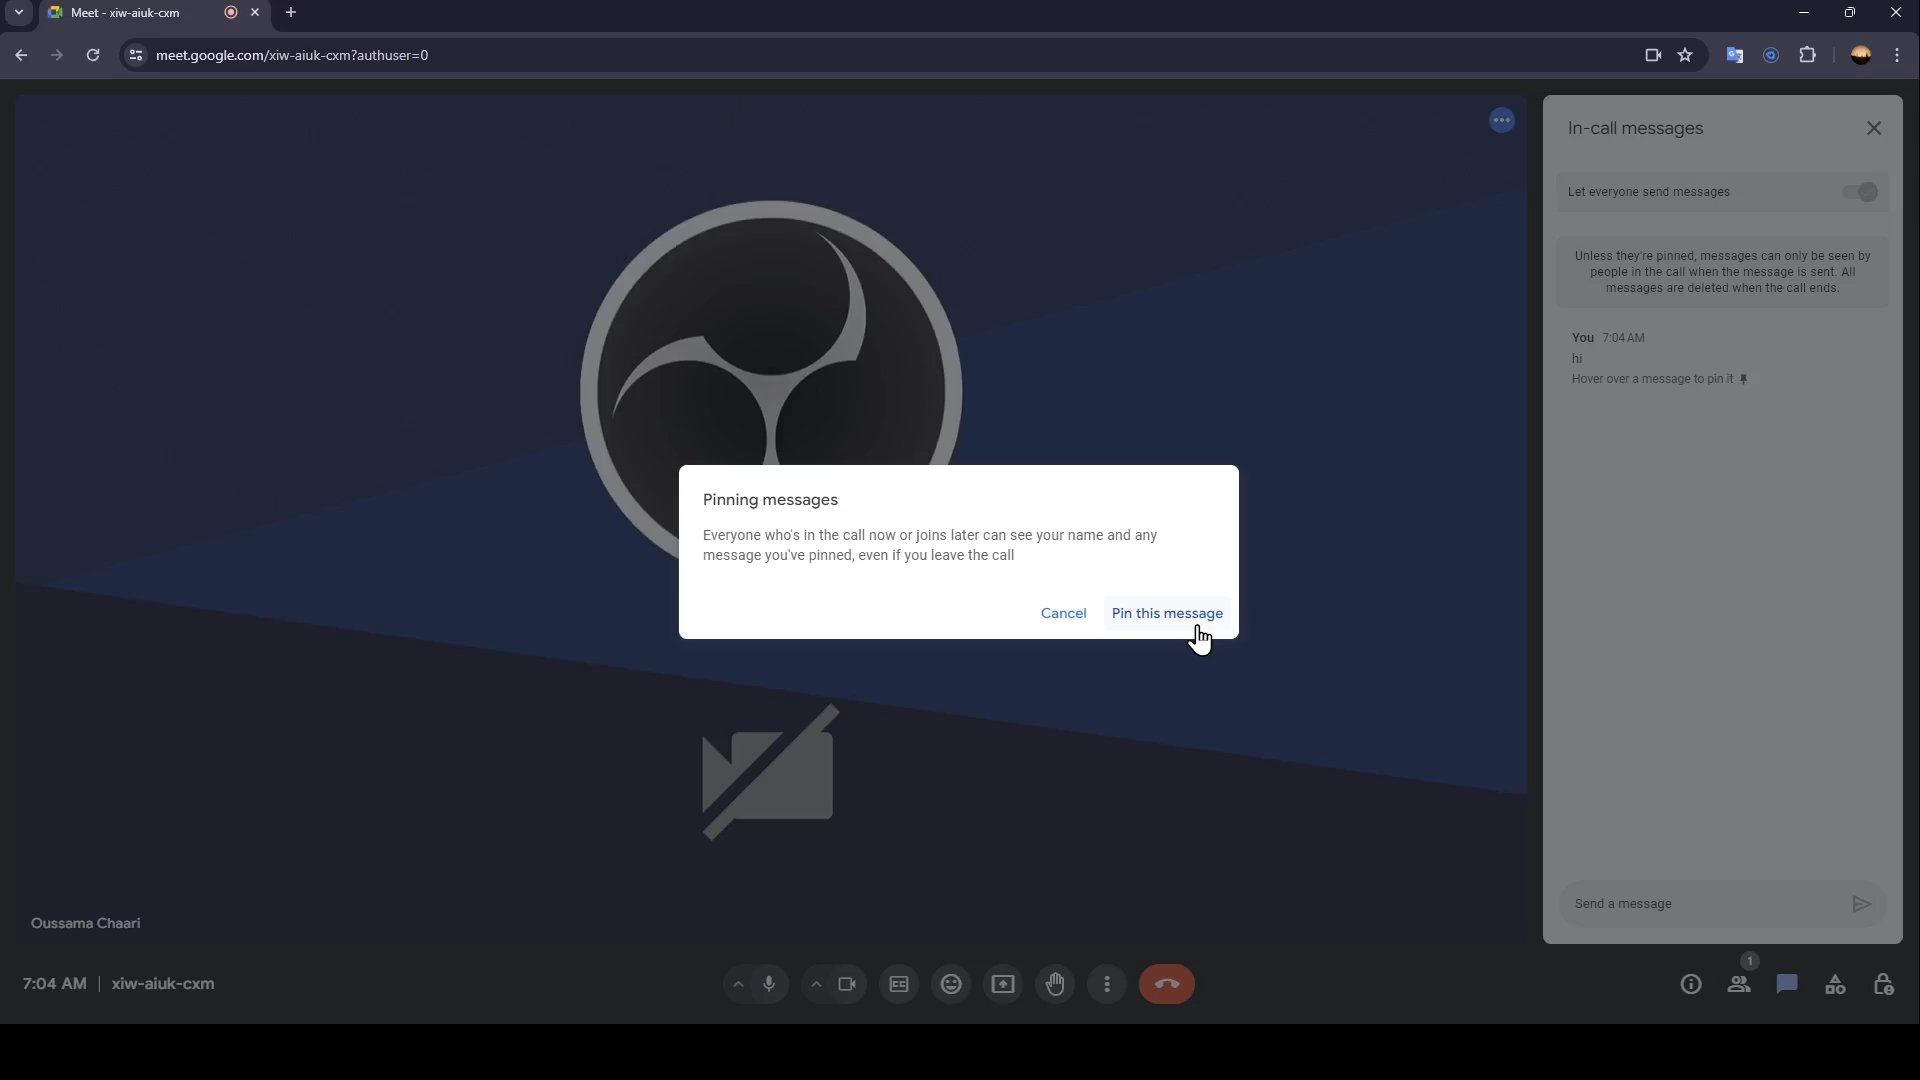 Meet - xiw-aiuk-cxm
meet.google.com/xiw-aiuk-cxm?authuser=0
In-call messages
Let everyone send messages
Unless they're pinned, messages can only be seen by
people in the call when the message is sent. All
messages are deleted when the call ends.
You 7:04 AM
hi
Hover over a message to pin it
Pinning messages
Everyone who's in the call now or joins later can see your name and any
message you've pinned, even if you leave the call
Cancel Pin this message
Send a message
Oussama Chaari
7:04 AM | xiw-aiuk-cxm
CC
1